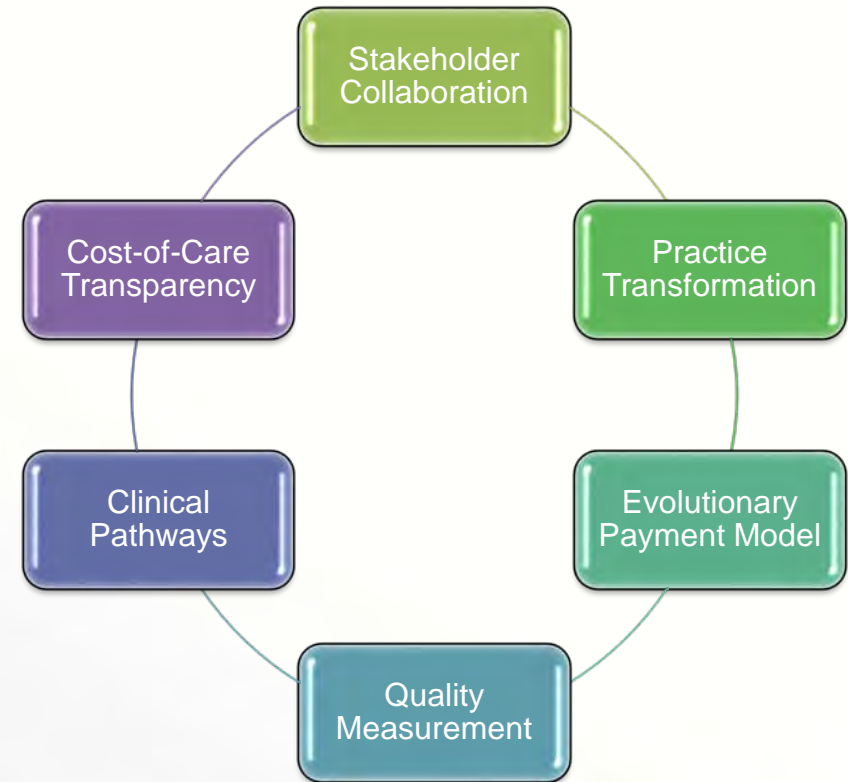 Stakeholder
Collaboration
Cost-of-Care
Transparency
Practice
Transformation
Clinical
Pathways
Evolutionary
Payment Model
Quality
Measurement